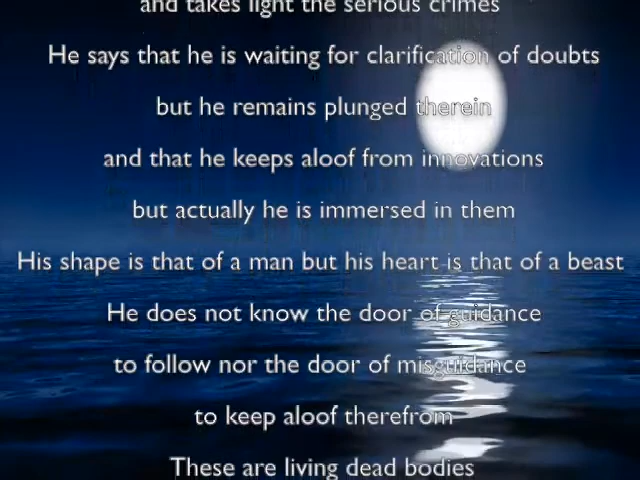 and takes light the serious crimes
He says that he is waiting for clarification of doubts
but he remains plunged therein
and that he keeps aloof from innovations
but actually he is immersed in them
His shape is that of a man but his heart is that of a beast
He does not know the door of guidance
to follow nor the door of misguidance
to keep aloof therefrom
These are living dead bodies